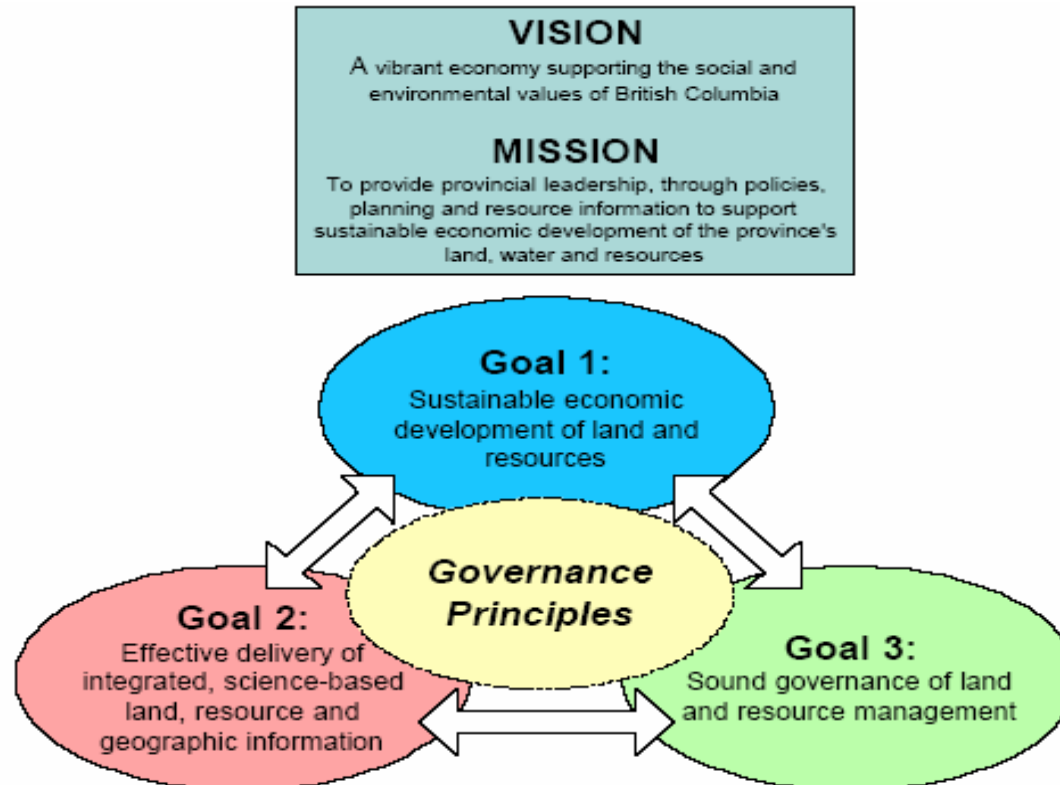 VISION
A vibrant economy supporting the social and
environmental values of British Columbia
MISSION
To provide provincial leadership, through policies,
planning and resource information to support
sustainable economic development of the province's
land, water and resources
Goal 1:
Sustainable economic
development of land and
resources
Governance
Principles
Goal 2:
Effective delivery of
integrated, science-based
land, resource and
geographic information
Goal 3:
Sound governance of land
and resource management